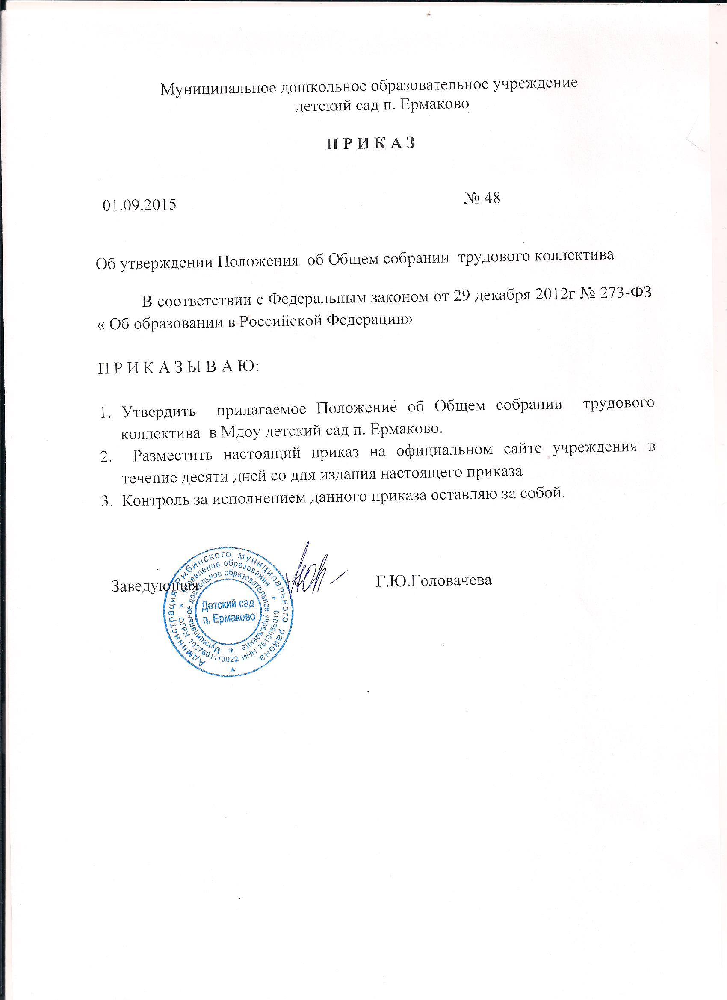 Муниципальное дошкольное образовательное учреждение
детский сад п. Ермаково
П Р И К А З
01.09.2015 № 48
Об утверждении Положения об Общем собрании трудового коллектива
В соответствии с Федеральным законом от 29 декабря 2012г № 273-ФЗ
« Об образовании в Российской Федерации»
П Р И К А З Ы В А Ю:
1. Утвердить прилагаемое Положение об Общем собрании трудового
коллектива в Мдоу детский сад п. Ермаково.
2. Разместить настоящий приказ на официальном сайте учреждения в
течение десяти дней со дня издания настоящего приказа
3. Контроль за исполнением данного приказа оставляю за собой.
Заведующая Г.Ю.Головачева
Администрация Рыбинского муниципального района
* Управление образования *
ОГРН 1027601113022 ИНН 7610055010
Муниципальное дошкольное образовательное учреждение *
Детский сад
п. Ермаково
*